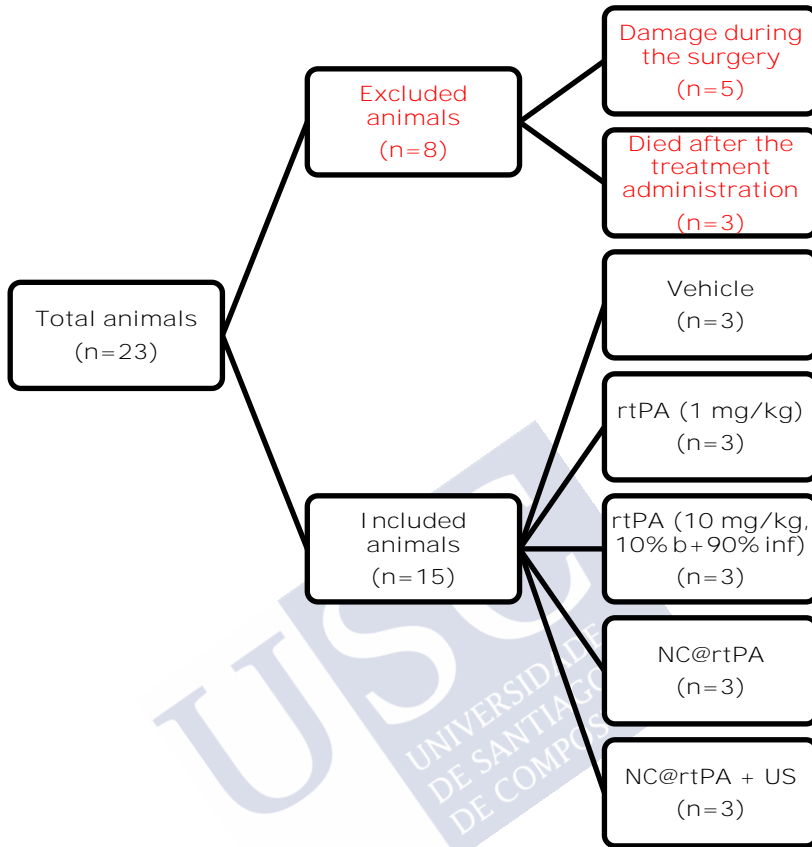 Damage during
the surgery
(n=5)
Excluded
animals
(n=8)
Died after the
treatment
administration
(n=3)
Total animals
(n=23)
Vehicle
(n=3)
rtPA (1 mg/kg)
(n=3)
Included
animals
(n=15)
rtPA (10 mg/kg,
10% b+90% inf)
(n=3)
NC@rtPA
(n=3)
NC@rtPA + US
(n=3)
USC
UNIVERSIDADE
DE SANTIAGO
DE COMPOS